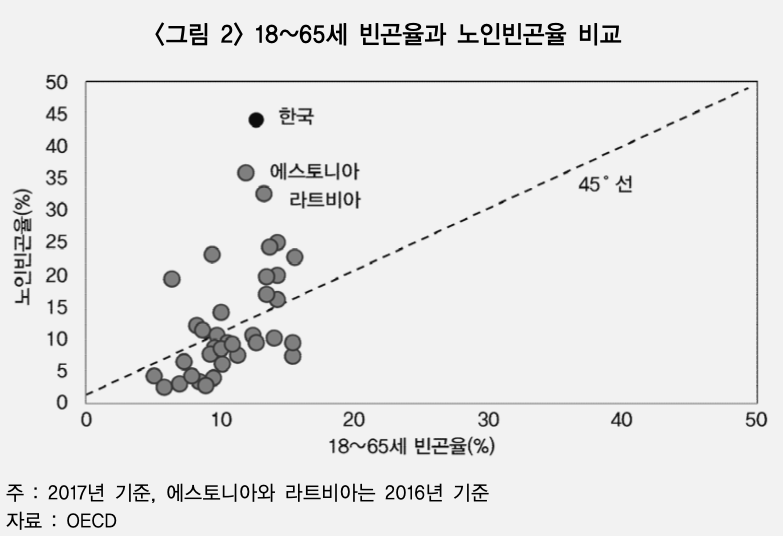 <그림 2> 18~65세 빈곤율과 노인빈곤율 비교
노인빈곤율(%)
50
45
40
35
30
25
20
15
10
5
0
한국
에스토니아
라트비아
45° 선
0 10 20 30 40 50
18~65세 빈곤율(%)
주 : 2017년 기준, 에스토니아와 라트비아는 2016년 기준
자료 : OECD